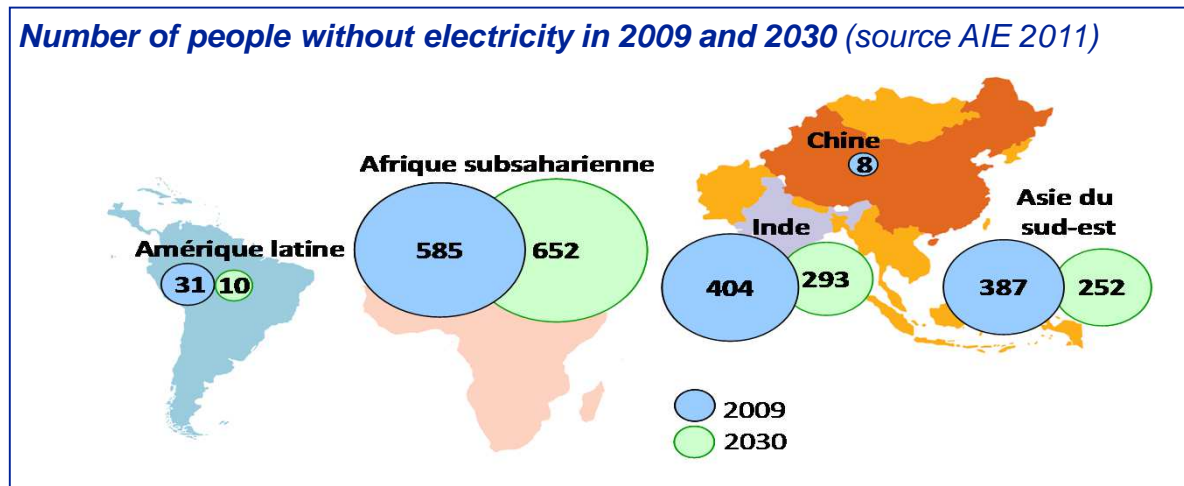 Number of people without electricity in 2009 and 2030 (source AIE 2011)
Chine
8
Afrique subsaharienne
585 652
Amérique latine
31 10
Inde
404 293
Asie du
sud-est
387 252
2009
2030